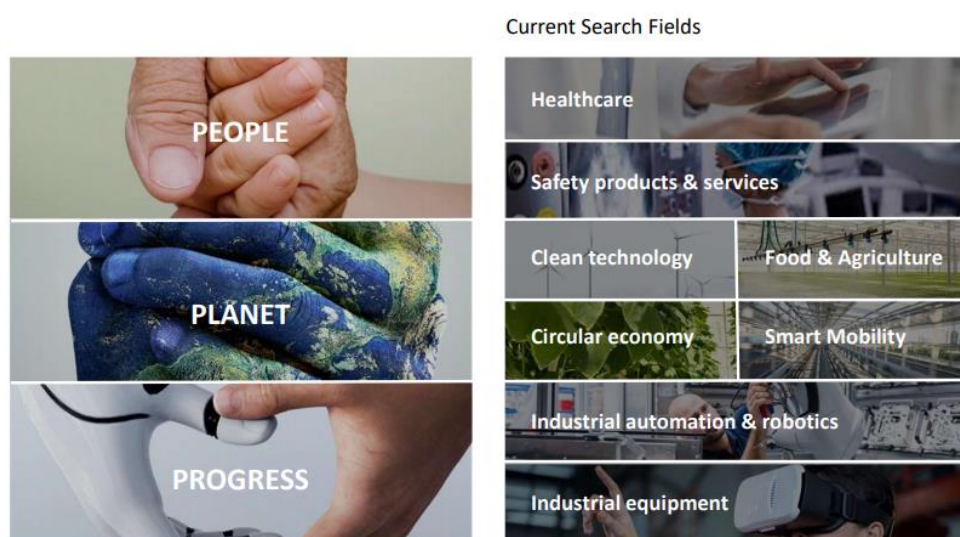 Current Search Fields
PEOPLE
PLANET
PROGRESS
Healthcare
Safety products & services
Clean technology
Food & Agriculture
Circular economy
Smart Mobility
Industrial automation & robotics
Industrial equipment